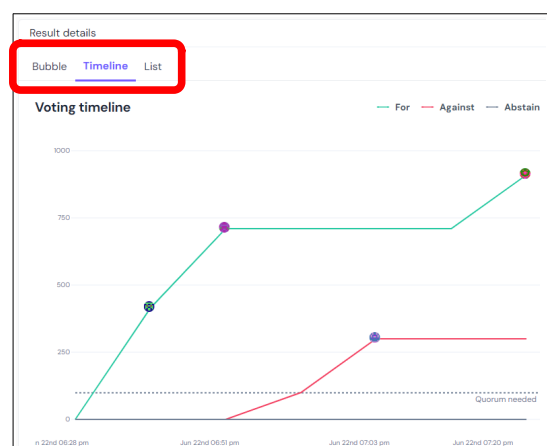 Result details
Bubble Timeline List
Voting timeline
For Against Abstain
1000
750
500
250
Quorum needed
0
n 22nd 06:28 pm Jun 22nd 06:51 pm Jun 22nd 07:03 pm Jun 22nd 07:20 pm